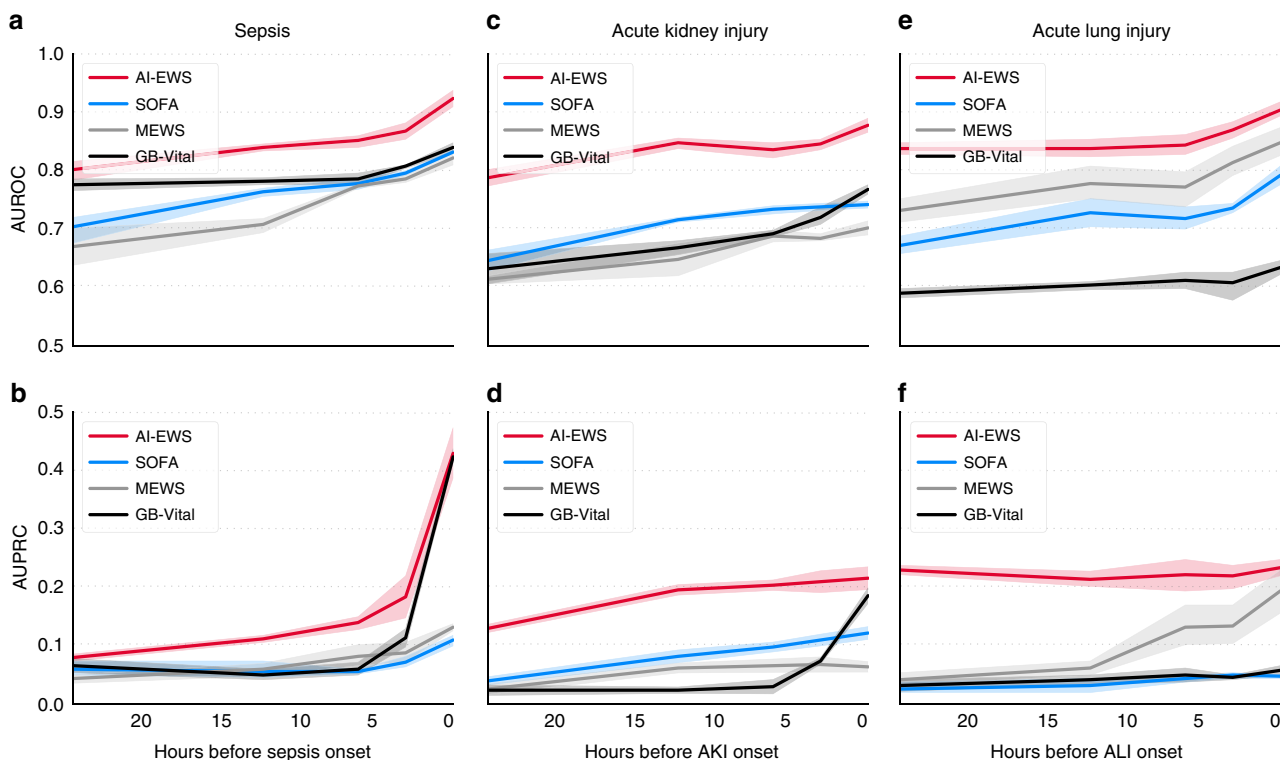 a
Sepsis
AUROC
1.0
0.9
0.8
0.7
0.6
0.5
AI-EWS
SOFA
MEWS
GB-Vital
c
Acute kidney injury
AI-EWS
SOFA
MEWS
GB-Vital
e
Acute lung injury
AI-EWS
SOFA
MEWS
GB-Vital
b
AUPRC
0.5
0.4
0.3
0.2
0.1
0.0
AI-EWS
SOFA
MEWS
GB-Vital
20 15 10 5 0
Hours before sepsis onset
d
AI-EWS
SOFA
MEWS
GB-Vital
20 15 10 5 0
Hours before AKI onset
f
AI-EWS
SOFA
MEWS
GB-Vital
20 15 10 5 0
Hours before ALI onset